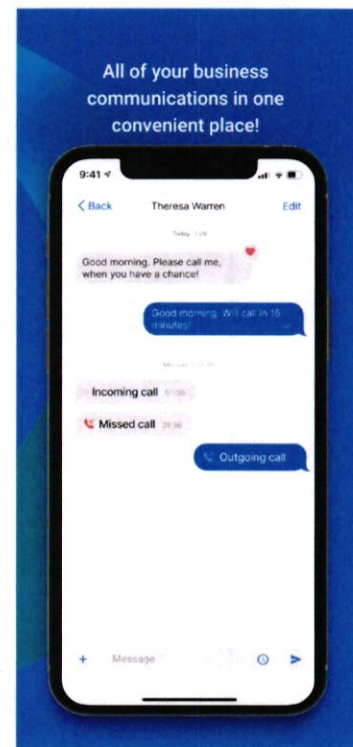 All of your business
communications in one
convenient place!
9:41
Back
Theresa Warren
Edit
Today
Good morning. Please call me,
when you have a chance!
Good morning. Will call in 15
minutes!
Incoming call
Missed call
Outgoing call
Message